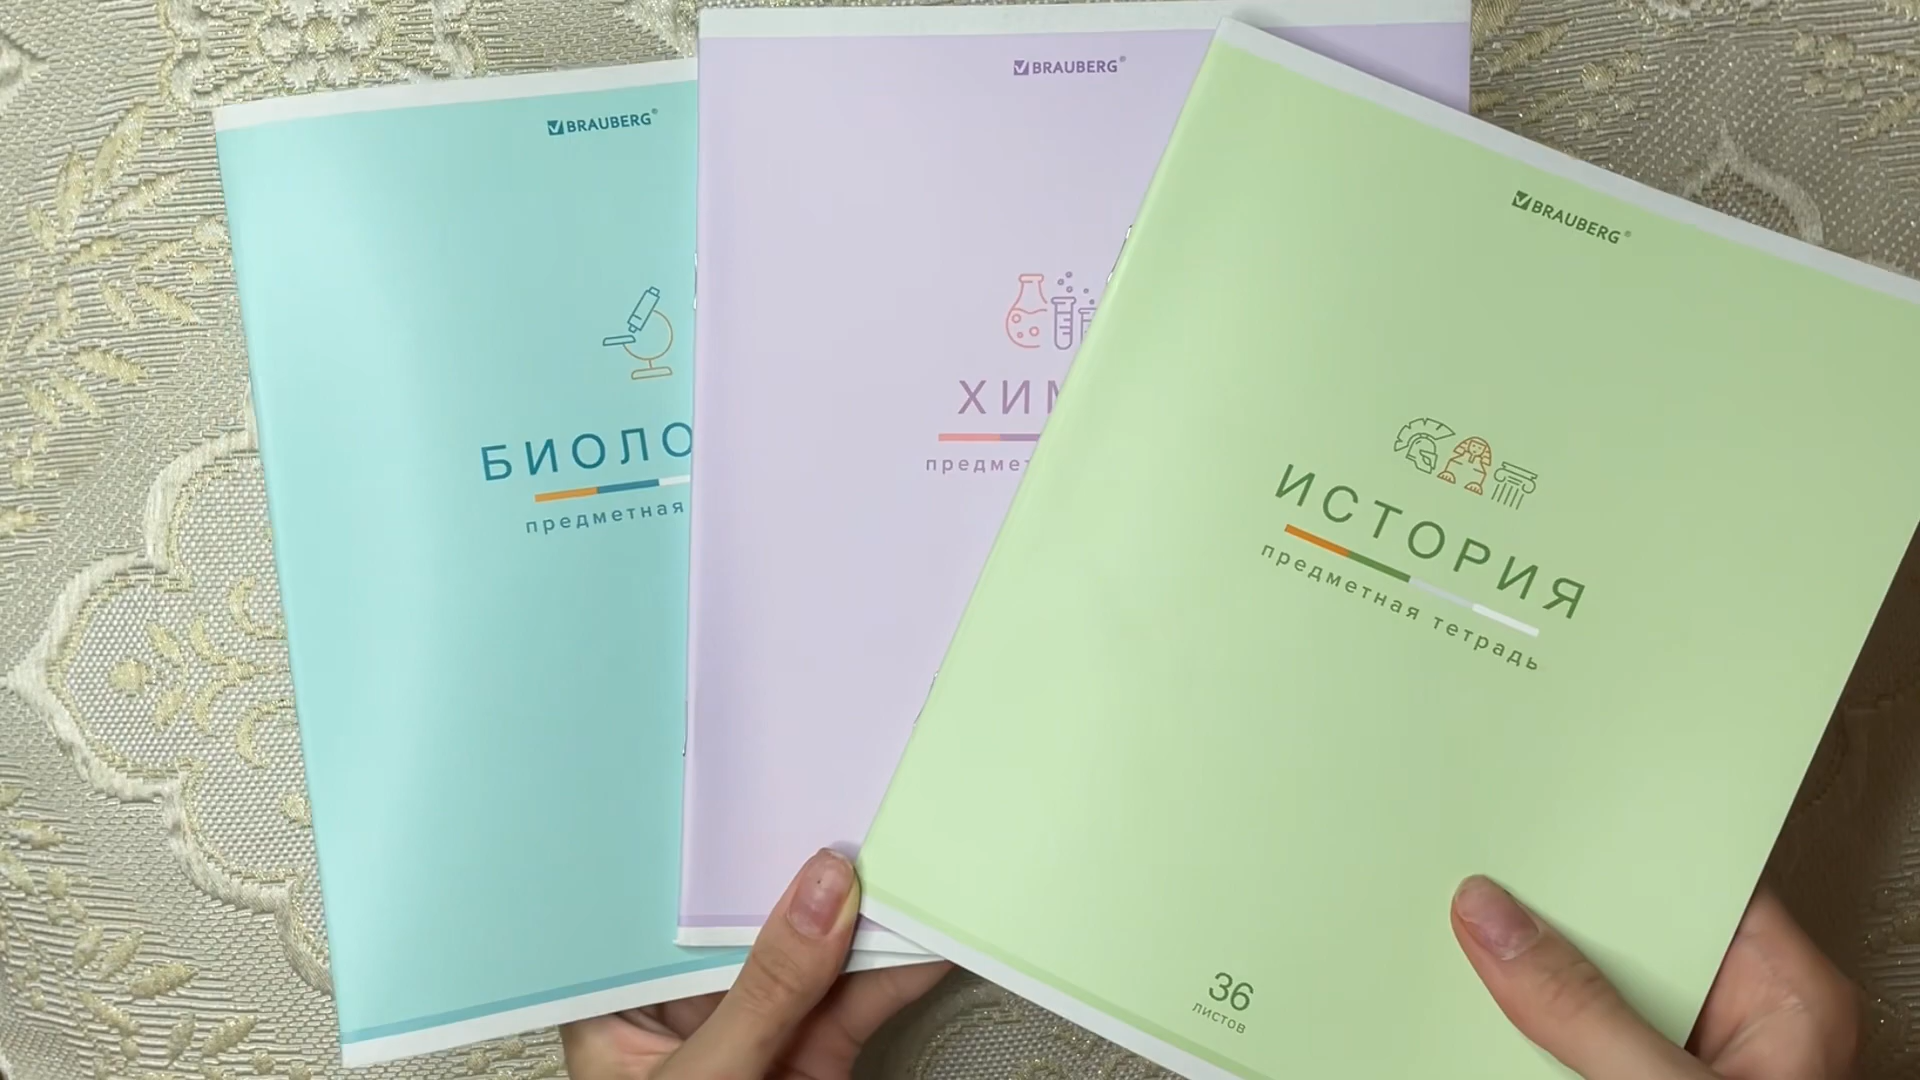 BRAUBERG®
БИОЛО
предметная
BRAUBERG®
ХИМ
предмет
BRAUBERG®
ИСТОРИЯ
предметная тетрадь
36
листов